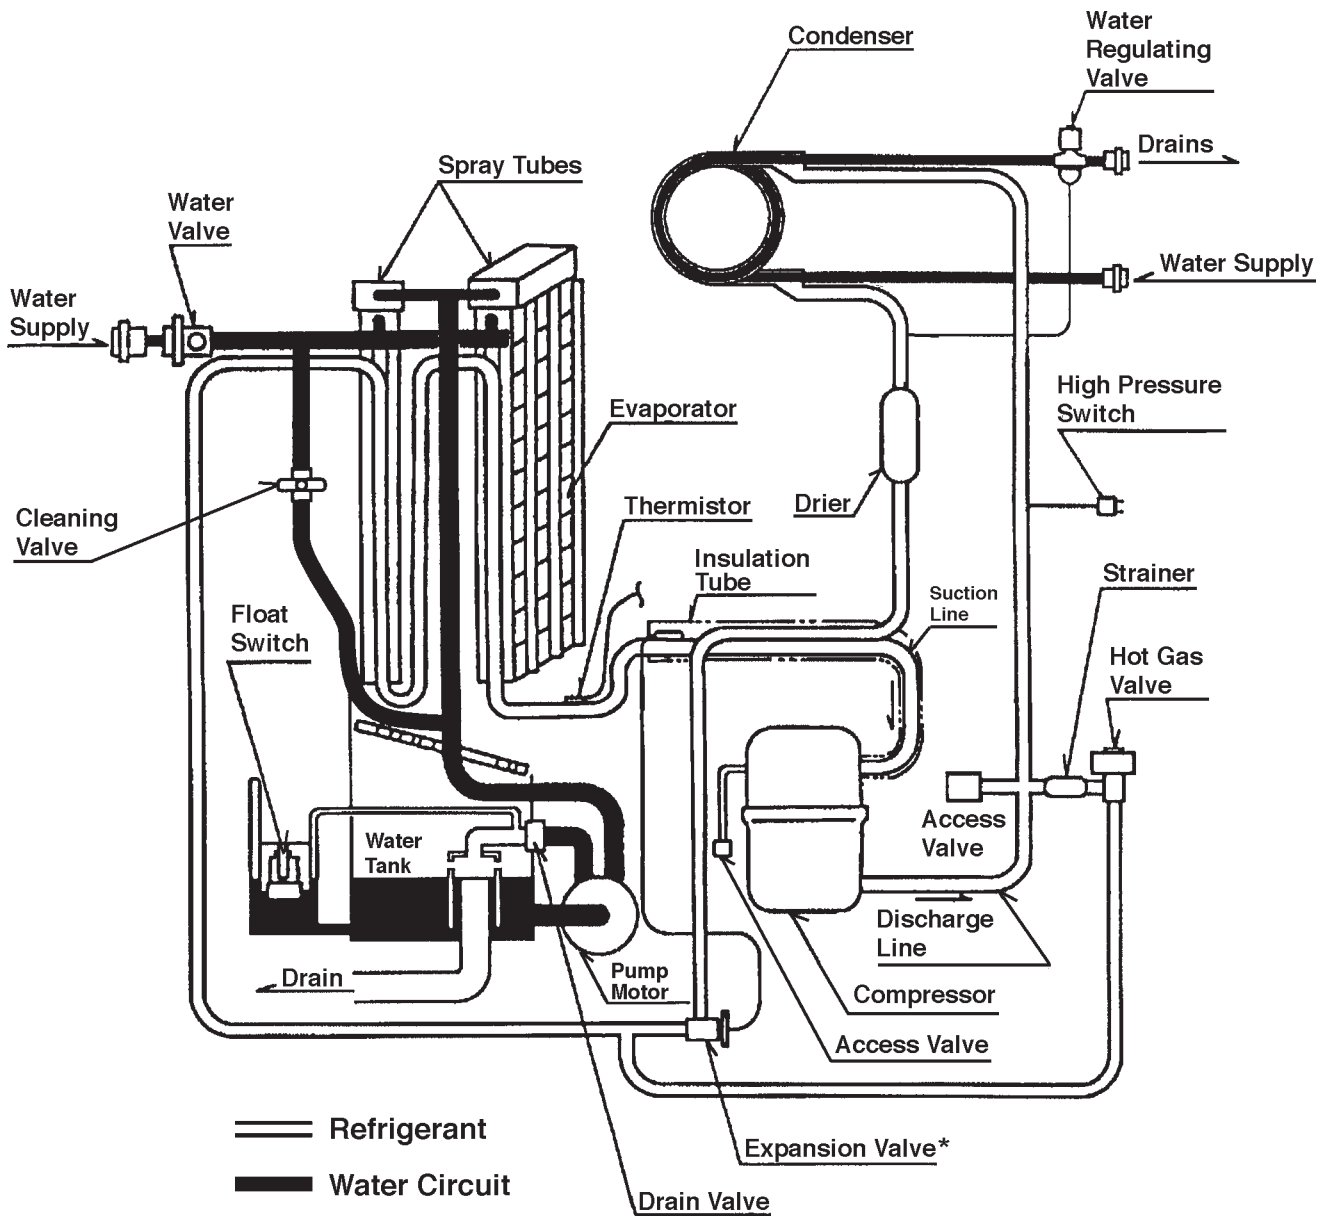 Water
Regulating
Valve
Condenser
Drains
Spray Tubes
Water
Valve
Water Supply
Water
Supply
High Pressure
Switch
Evaporator
Drier
Thermistor
Cleaning
Valve
Insulation
Tube
Strainer
Suction
Line
Float
Switch
Hot Gas
Valve
Access
Valve
Water
Tank
Discharge
Line
Drain
Pump
Motor
Compressor
Access Valve
Refrigerant
Expansion Valve*
Water Circuit
Drain Valve